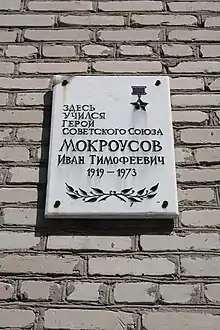 ЗДЕСЬ
УЧИЛСЯ
ГЕРОЙ
СОВЕТСКОГО СОЮЗА
МОКРОУСОВ
ИВАН ТИМОФЕЕВИЧ
1919 – 1973